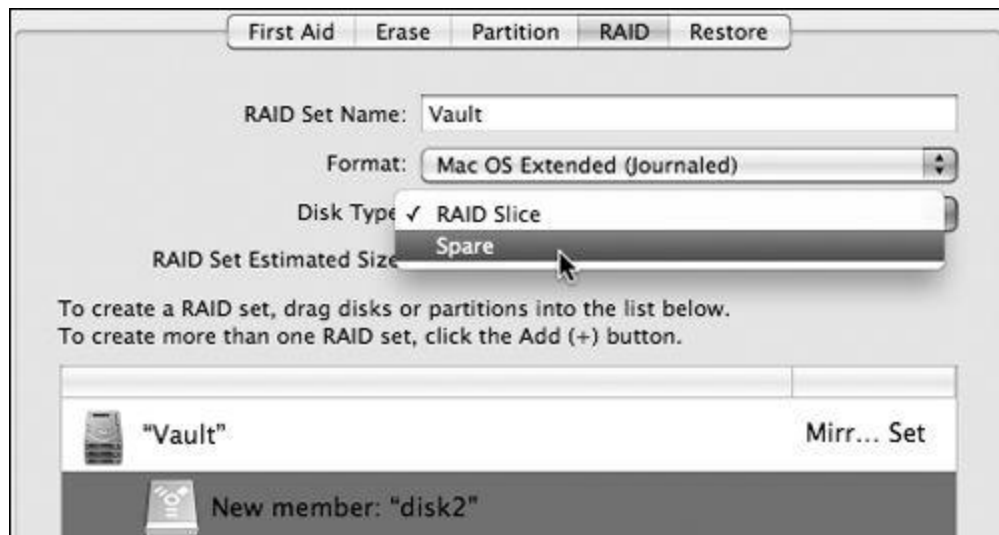 First Aid Erase Partition RAID Restore
RAID Set Name: Vault
Format: Mac OS Extended (Journaled)
Disk Type ✓ RAID Slice
Spare
RAID Set Estimated Size
To create a RAID set, drag disks or partitions into the list below.
To create more than one RAID set, click the Add (+) button.
“Vault” Mirr... Set
New member: “disk2”